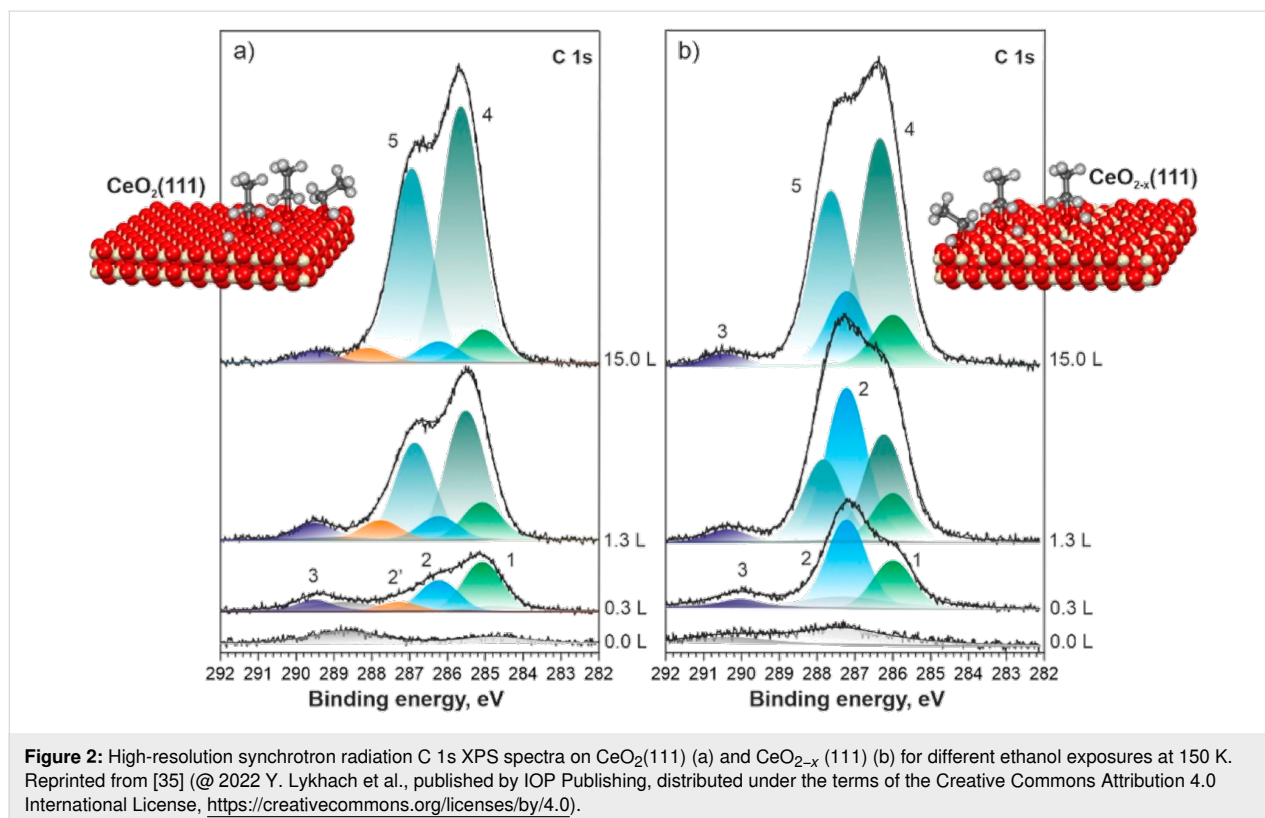 a)
C 1s
b)
C 1s
4
5
CeO₂(111)
15.0 L
1.3 L
3
2'
2
1
0.3 L
0.0 L
292 291 290 289 288 287 286 285 284 283 282
Binding energy, eV
4
5
CeO₂₋ₓ(111)
3
15.0 L
2
1.3 L
3
2
1
0.3 L
0.0 L
292 291 290 289 288 287 286 285 284 283 282
Binding energy, eV
Figure 2: High-resolution synchrotron radiation C 1s XPS spectra on CeO₂(111) (a) and CeO₂₋ₓ (111) (b) for different ethanol exposures at 150 K.
Reprinted from [35] (@ 2022 Y. Lykhach et al., published by IOP Publishing, distributed under the terms of the Creative Commons Attribution 4.0
International License, https://creativecommons.org/licenses/by/4.0).